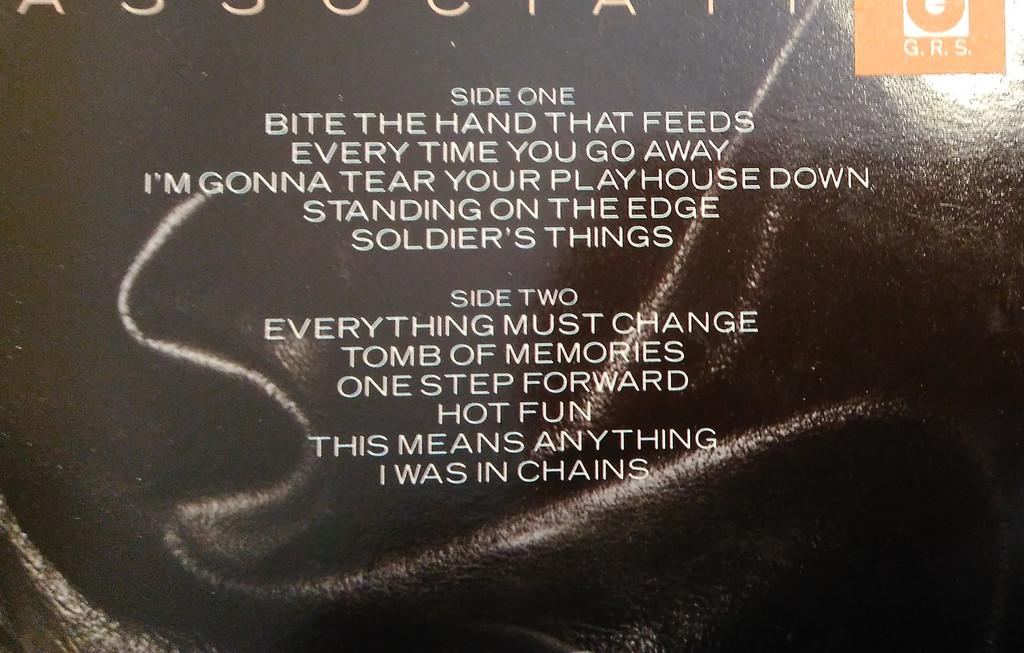 ASSOCIATI
G.R.S.
SIDE ONE
BITE THE HAND THAT FEEDS
EVERY TIME YOU GO AWAY
I'M GONNA TEAR YOUR PLAYHOUSE DOWN
STANDING ON THE EDGE
SOLDIER'S THINGS
SIDE TWO
EVERYTHING MUST CHANGE
TOMB OF MEMORIES
ONE STEP FORWARD
HOT FUN
THIS MEANS ANYTHING
I WAS IN CHAINS